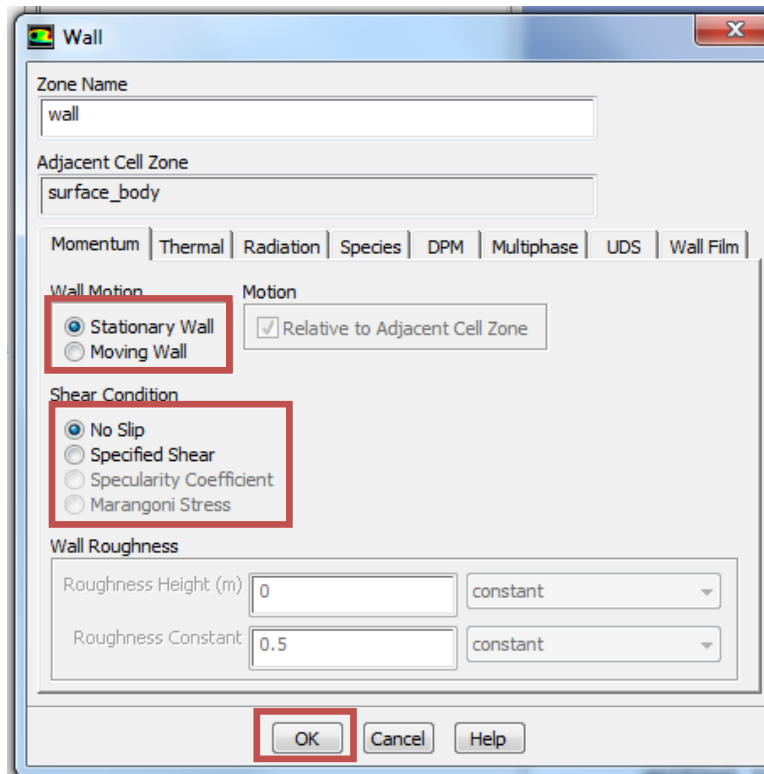 Wall
Zone Name
wall
Adjacent Cell Zone
surface_body
Momentum Thermal Radiation Species DPM Multiphase UDS Wall Film
Wall Motion Motion
Stationary Wall Relative to Adjacent Cell Zone
Moving Wall
Shear Condition
No Slip
Specified Shear
Specularity Coefficient
Marangoni Stress
Wall Roughness
Roughness Height (m) 0 constant
Roughness Constant 0.5 constant
OK Cancel Help